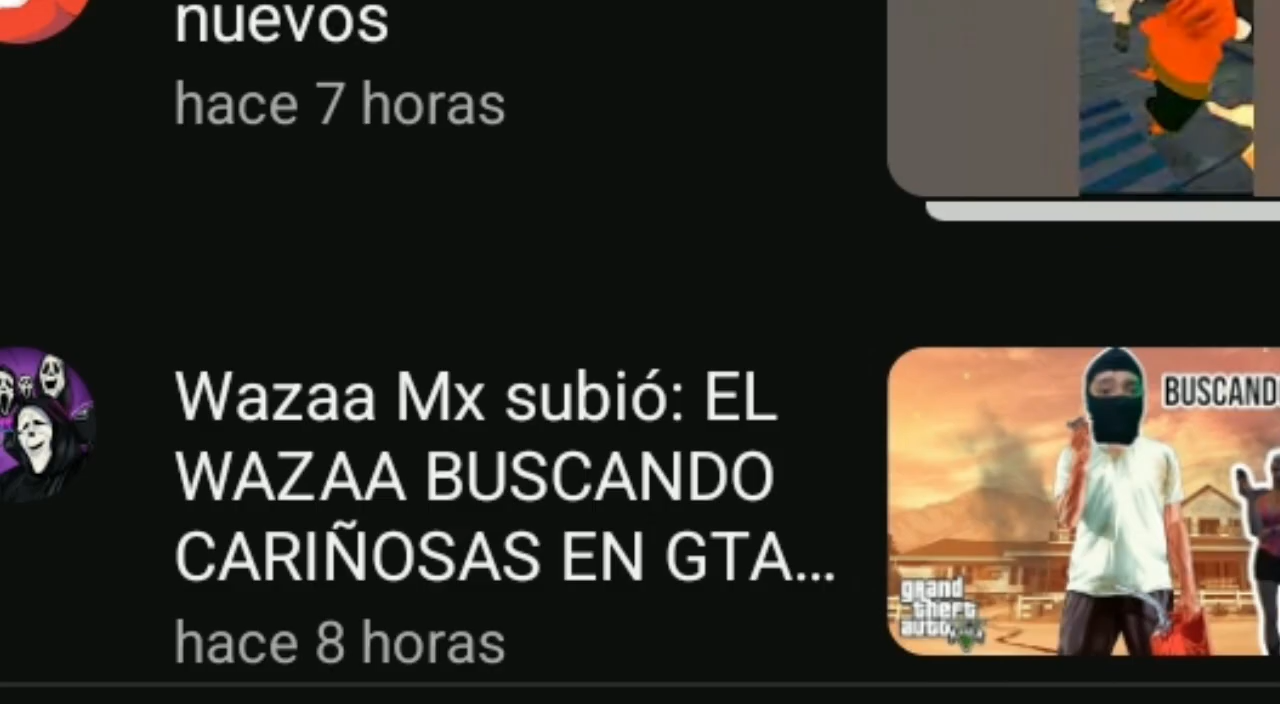 nuevos
hace 7 horas
Wazaa Mx subió: EL
WAZAA BUSCANDO
CARIÑOSAS EN GTA...
hace 8 horas
BUSCAND
grand
theft
auto